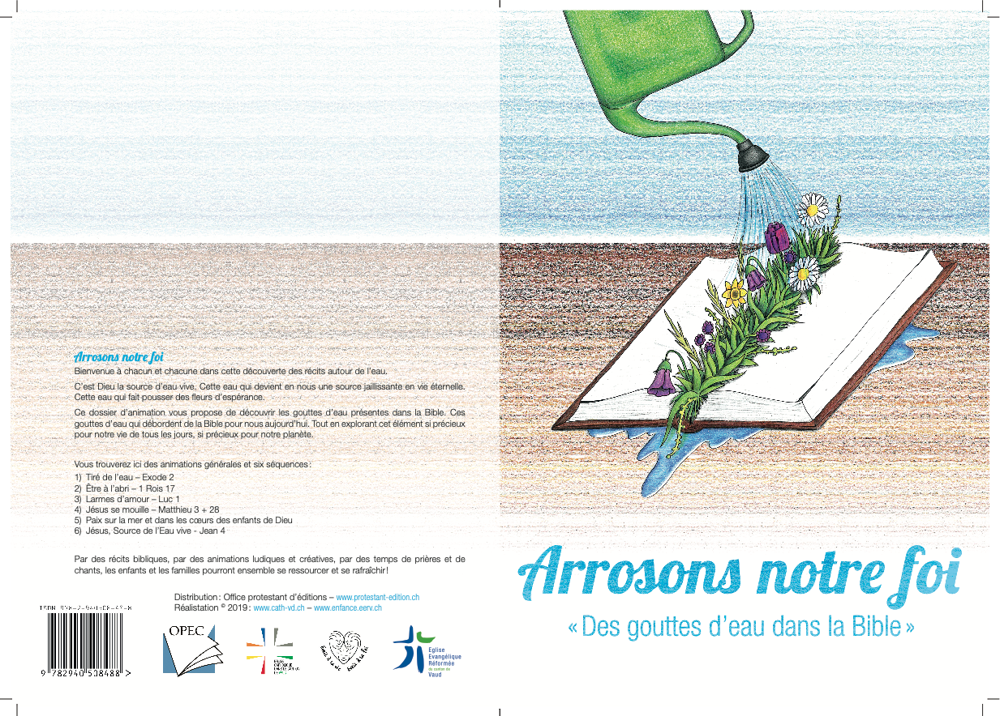 Arrosons notre foi
Bienvenue à chacun et chacune dans cette découverte des récits autour de l'eau.
C'est Dieu la source d'eau vive. Cette eau qui devient en nous une source jaillissante en vie éternelle.
Cette eau qui fait pousser des fleurs d'espérance.
Ce dossier d'animation vous propose de découvrir les gouttes d'eau présentes dans la Bible. Ces
gouttes d'eau qui débordent de la Bible pour nous aujourd'hui. Tout en explorant cet élément si précieux
pour notre vie de tous les jours, si précieux pour notre planète.
Vous trouverez ici des animations générales et six séquences :
1) Tiré de l'eau – Exode 2
2) Être à l'abri – 1 Rois 17
3) Larmes d'amour – Luc 1
4) Jésus se mouille – Matthieu 3 + 28
5) Paix sur la mer et dans les cœurs des enfants de Dieu
6) Jésus, Source de l'Eau vive - Jean 4
Par des récits bibliques, par des animations ludiques et créatives, par des temps de prières et de
chants, les enfants et les familles pourront ensemble se ressourcer et se rafraîchir !
Distribution : Office protestant d'éditions – www.protestant-edition.ch
Réalistation © 2019 : www.cath-vd.ch – www.enfance.eerv.ch
9 782940 508488 >
OPEC
Eglise
Evangélique
Réformée
du canton de
Vaud
Arrosons notre foi
« Des gouttes d'eau dans la Bible »